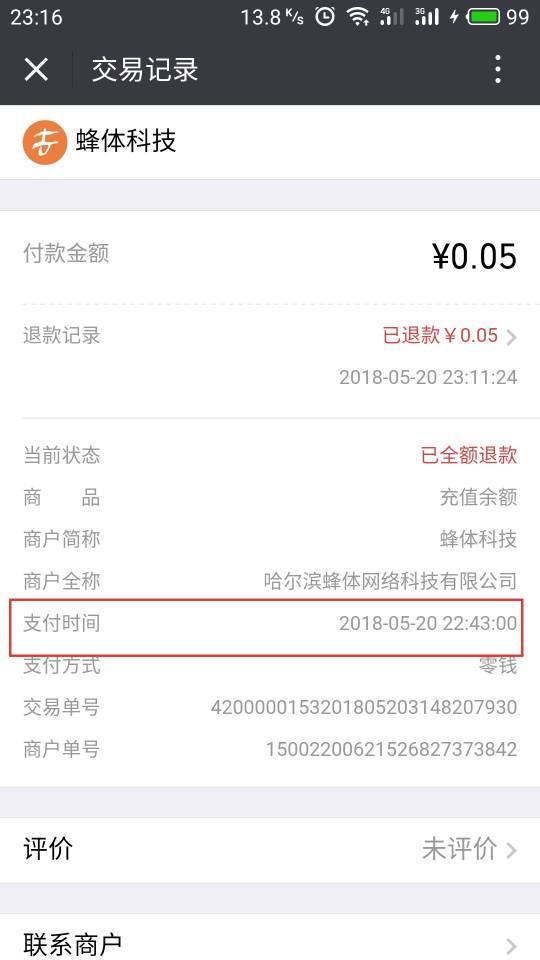 23:16 13.8 K/s 4G 3G 99
交易记录
蜂体科技
付款金额 ¥0.05
退款记录 已退款￥0.05
2018-05-20 23:11:24
当前状态 已全额退款
商 品 充值余额
商户简称 蜂体科技
商户全称 哈尔滨蜂体网络科技有限公司
支付时间 2018-05-20 22:43:00
支付方式 零钱
交易单号 4200000153201805203148207930
商户单号 15002200621526827373842
评价 未评价
联系商户